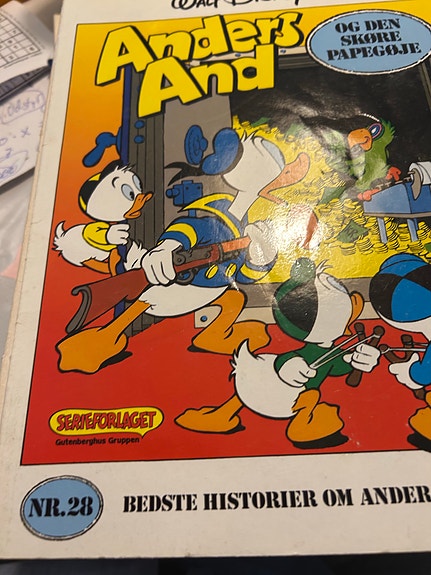 WALT DISNEY
Anders
And
OG DEN
SKØRE
PAPEGØJE
SERIEFORLAGET
Gutenberghus Gruppen
NR.28
BEDSTE HISTORIER OM ANDER